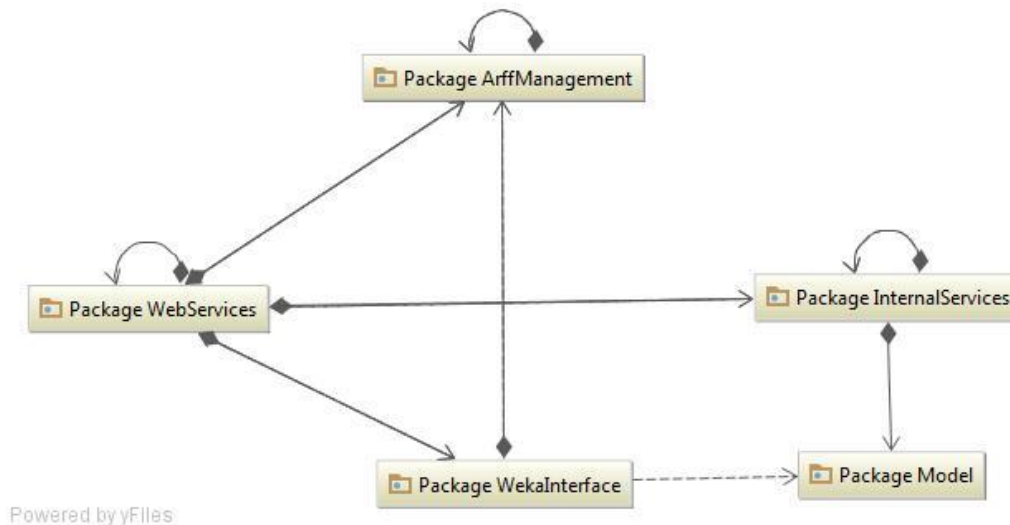 Package ArffManagement
Package WebServices
Package InternalServices
Package WekaInterface
Package Model
Powered by yFiles